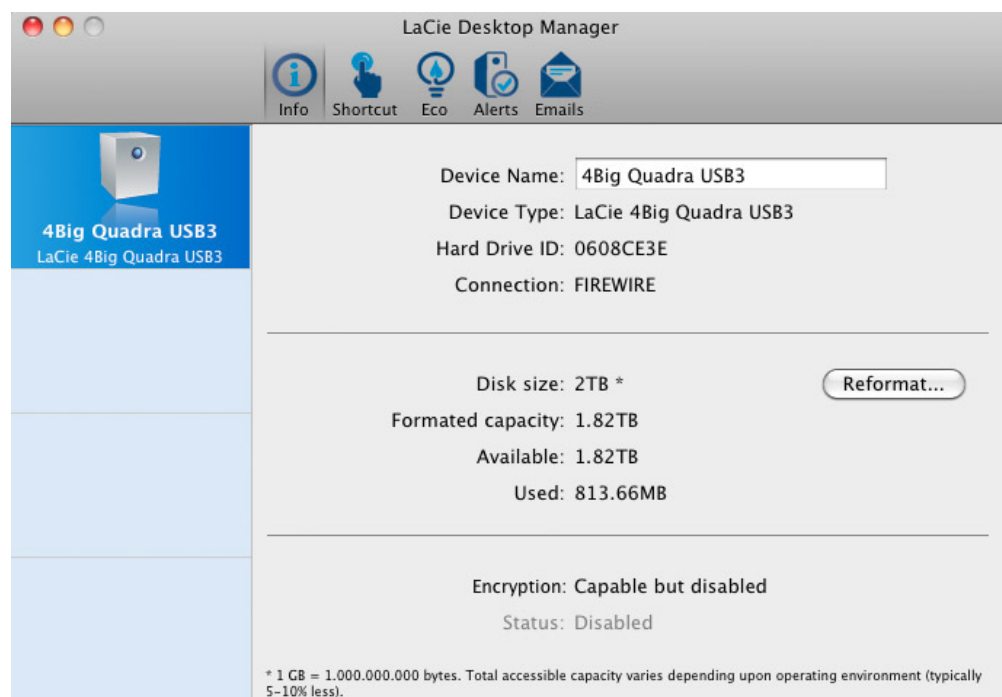 LaCie Desktop Manager
Info Shortcut Eco Alerts Emails
4Big Quadra USB3
LaCie 4Big Quadra USB3
Device Name: 4Big Quadra USB3
Device Type: LaCie 4Big Quadra USB3
Hard Drive ID: 0608CE3E
Connection: FIREWIRE
Disk size: 2TB *
Reformat...
Formated capacity: 1.82TB
Available: 1.82TB
Used: 813.66MB
Encryption: Capable but disabled
Status: Disabled
* 1 GB = 1.000.000.000 bytes. Total accessible capacity varies depending upon operating environment (typically
5-10% less).